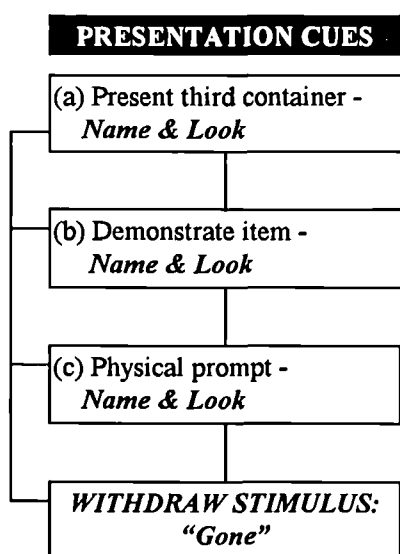 PRESENTATION CUES
(a) Present third container -
Name & Look
(b) Demonstrate item -
Name & Look
(c) Physical prompt -
Name & Look
WITHDRAW STIMULUS:
“Gone”